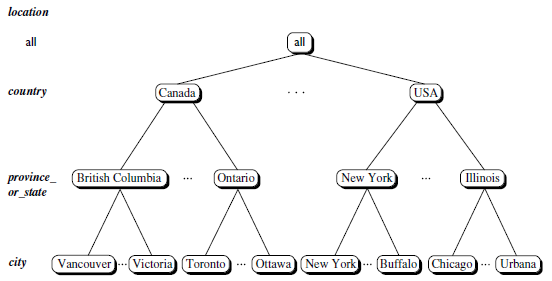 location
all all
country Canada ... USA
province_ British Columbia ... Ontario New York ... Illinois
or_state
city Vancouver ... Victoria Toronto ... Ottawa New York ... Buffalo Chicago ... Urbana